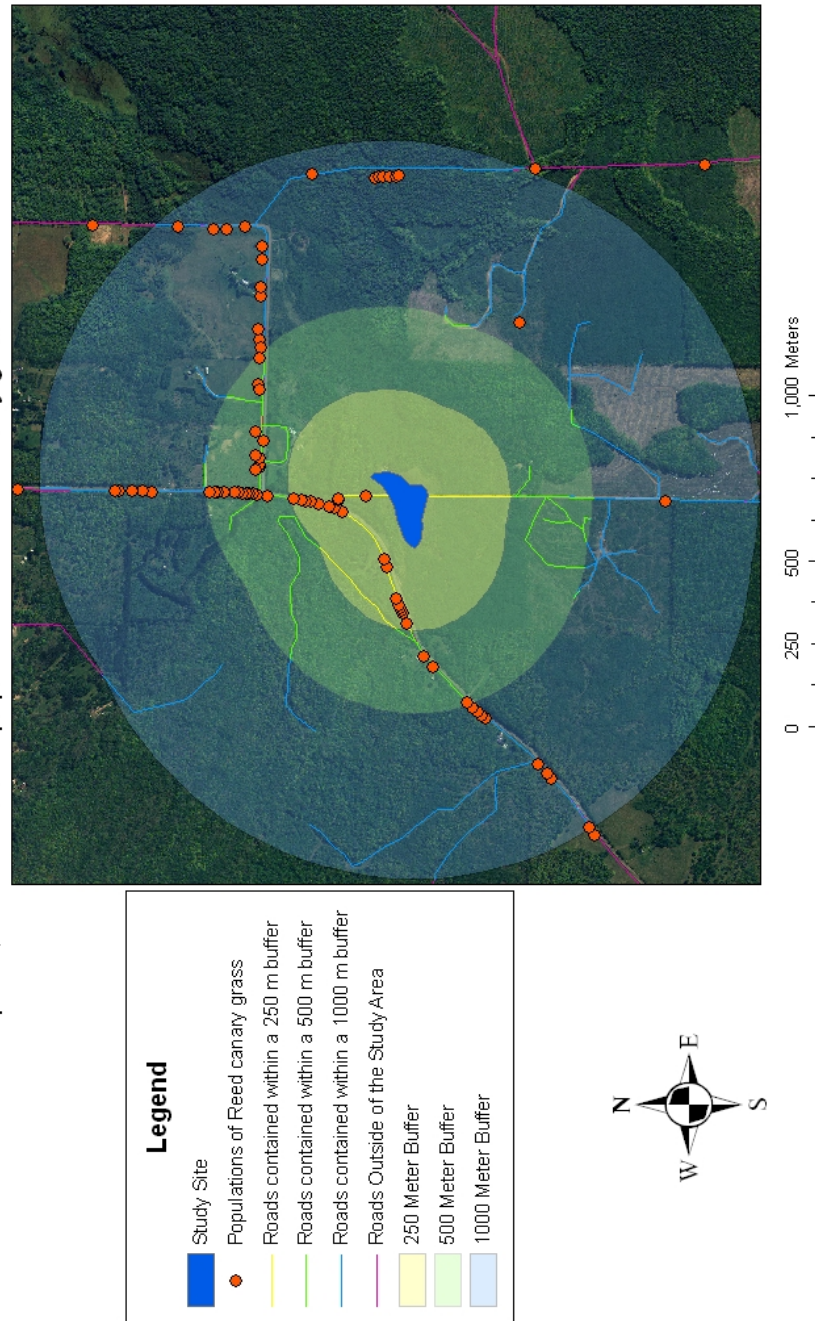 Legend
Study Site
Populations of Reed canary grass
Roads contained within a 250 m buffer
Roads contained within a 500 m buffer
Roads contained within a 1000 m buffer
Roads Outside of the Study Area
250 Meter Buffer
500 Meter Buffer
1000 Meter Buffer
N
W E
S
0 250 500 1,000 Meters